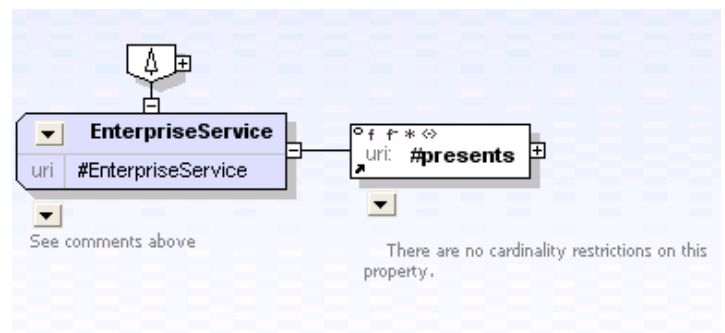 EnterpriseService
uri #EnterpriseService
See comments above
f f * <>
uri: #presents
There are no cardinality restrictions on this
property.